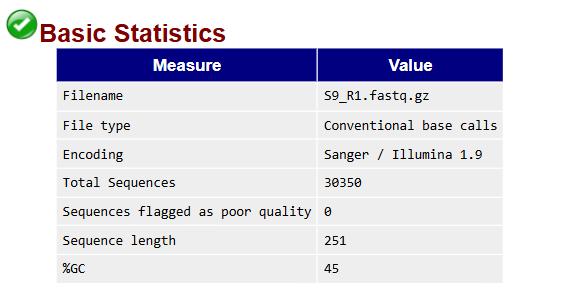 Basic Statistics
Measure Value
Filename S9_R1.fastq.gz
File type Conventional base calls
Encoding Sanger / Illumina 1.9
Total Sequences 30350
Sequences flagged as poor quality 0
Sequence length 251
%GC 45